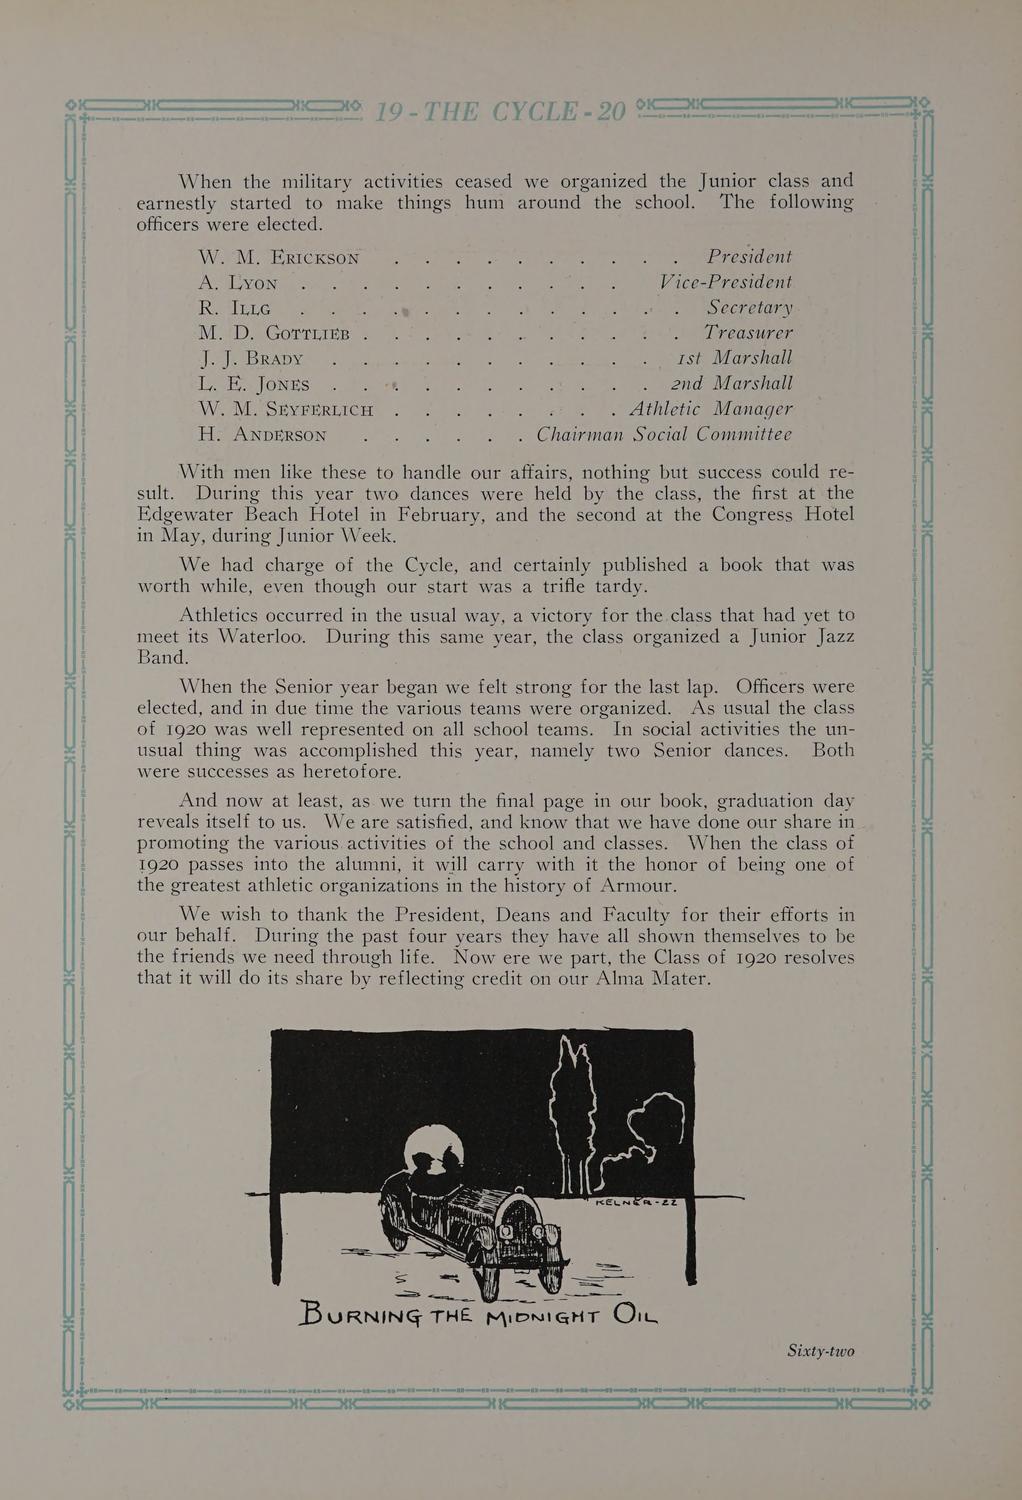 19-THE CYCLE-20
When the military activities ceased we organized the Junior class and
earnestly started to make things hum around the school. The following
officers were elected.
W. M. ERICKSON . . . . . . . . . . President
A. LYON . . . . . . . . . . . Vice-President
R. ILLG . . . . . . . . . . . . . Secretary
M. D. GOTTLIEB . . . . . . . . . . . Treasurer
J. J. BRADY . . . . . . . . . . . 1st Marshall
L. E. JONES . . . . . . . . . . . 2nd Marshall
W. M. SEYFERLICH . . . . . . . . Athletic Manager
H. ANDERSON . . . . . . Chairman Social Committee
With men like these to handle our affairs, nothing but success could re-
sult. During this year two dances were held by the class, the first at the
Edgewater Beach Hotel in February, and the second at the Congress Hotel
in May, during Junior Week.
We had charge of the Cycle, and certainly published a book that was
worth while, even though our start was a trifle tardy.
Athletics occurred in the usual way, a victory for the class that had yet to
meet its Waterloo. During this same year, the class organized a Junior Jazz
Band.
When the Senior year began we felt strong for the last lap. Officers were
elected, and in due time the various teams were organized. As usual the class
of 1920 was well represented on all school teams. In social activities the un-
usual thing was accomplished this year, namely two Senior dances. Both
were successes as heretofore.
And now at least, as we turn the final page in our book, graduation day
reveals itself to us. We are satisfied, and know that we have done our share in
promoting the various activities of the school and classes. When the class of
1920 passes into the alumni, it will carry with it the honor of being one of
the greatest athletic organizations in the history of Armour.
We wish to thank the President, Deans and Faculty for their efforts in
our behalf. During the past four years they have all shown themselves to be
the friends we need through life. Now ere we part, the Class of 1920 resolves
that it will do its share by reflecting credit on our Alma Mater.
KELNER-22
BURNING THE MIDNIGHT OIL
Sixty-two